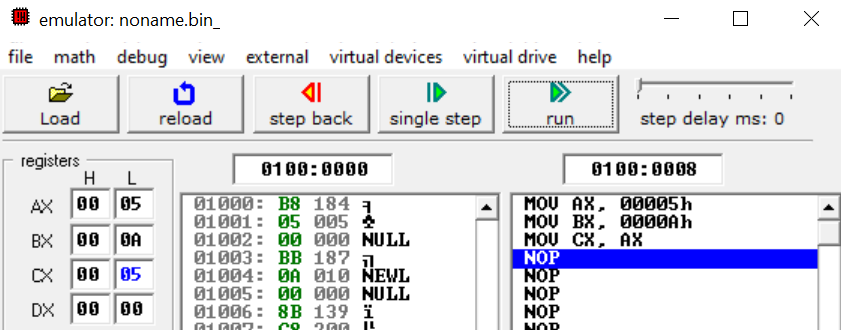 emulator: noname.bin_
file math debug view external virtual devices virtual drive help
Load reload step back single step run step delay ms: 0
registers 0100:0000 0100:0008
H L
AX 00 05
BX 00 0A
CX 00 05
DX 00 00
01000: B8 184 ╕
01001: 05 005 ♣
01002: 00 000 NULL
01003: BB 187 ╗
01004: 0A 010 NEWL
01005: 00 000 NULL
01006: 8B 139 ï
01007: C8 200 ╚
MOV AX, 00005h
MOV BX, 0000Ah
MOV CX, AX
NOP
NOP
NOP
NOP
NOP